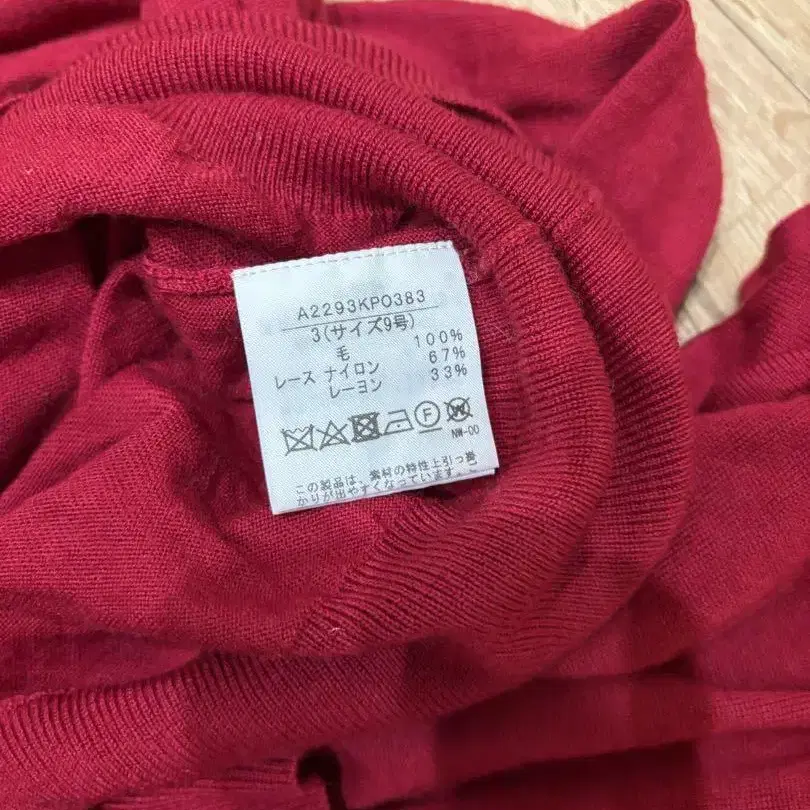 A2293KP0383
3(サイズ9号)
毛 100%
レース ナイロン 67%
レーヨン 33%
F W
NW-00
この製品は、素材の特性上引っ
かりが出やすくなっています。